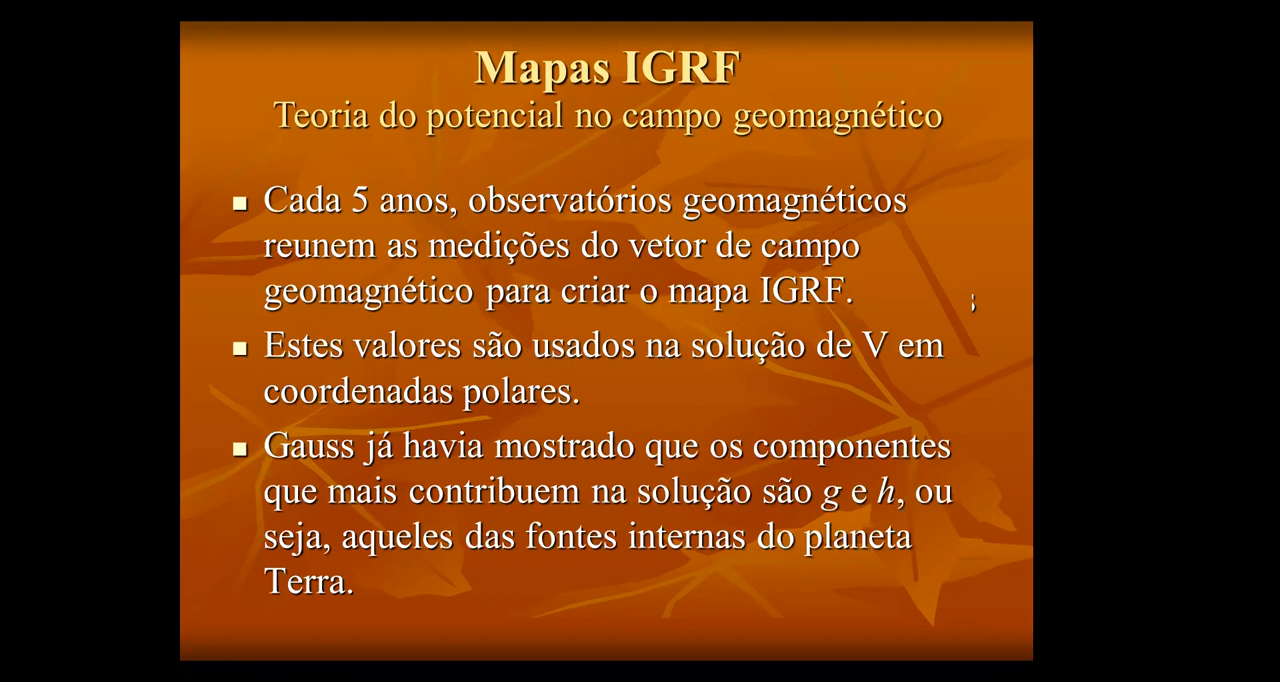 Mapas IGRF
Teoria do potencial no campo geomagnético
Cada 5 anos, observatórios geomagnéticos
reunem as medições do vetor de campo
geomagnético para criar o mapa IGRF.
Estes valores são usados na solução de V em
coordenadas polares.
Gauss já havia mostrado que os componentes
que mais contribuem na solução são g e h, ou
seja, aqueles das fontes internas do planeta
Terra.